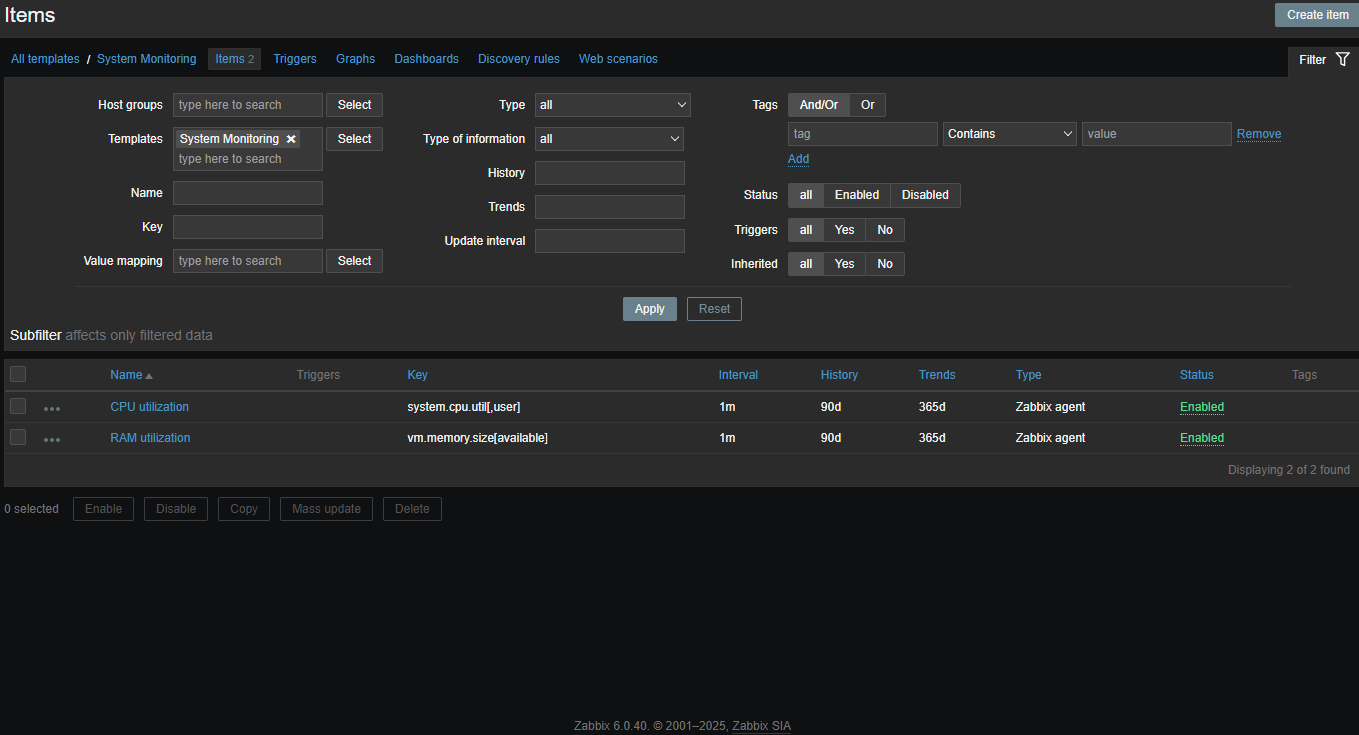 Items
Create item
All templates / System Monitoring Items 2 Triggers Graphs Dashboards Discovery rules Web scenarios
Filter
Host groups type here to search Select
Templates System Monitoring Select
type here to search
Name
Key
Value mapping type here to search Select
Type all
Type of information all
History
Trends
Update interval
Tags And/Or Or
tag Contains value Remove
Add
Status all Enabled Disabled
Triggers all Yes No
Inherited all Yes No
Apply Reset
Subfilter affects only filtered data
Name Triggers Key Interval History Trends Type Status Tags
CPU utilization system.cpu.util[,user] 1m 90d 365d Zabbix agent Enabled
RAM utilization vm.memory.size[available] 1m 90d 365d Zabbix agent Enabled
Displaying 2 of 2 found
0 selected Enable Disable Copy Mass update Delete
Zabbix 6.0.40. © 2001–2025, Zabbix SIA